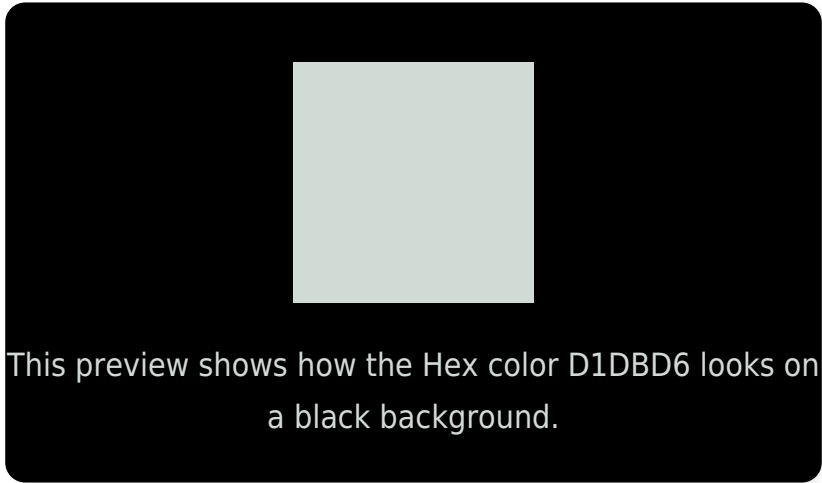 This preview shows how the Hex color D1DBD6 looks on
a black background.